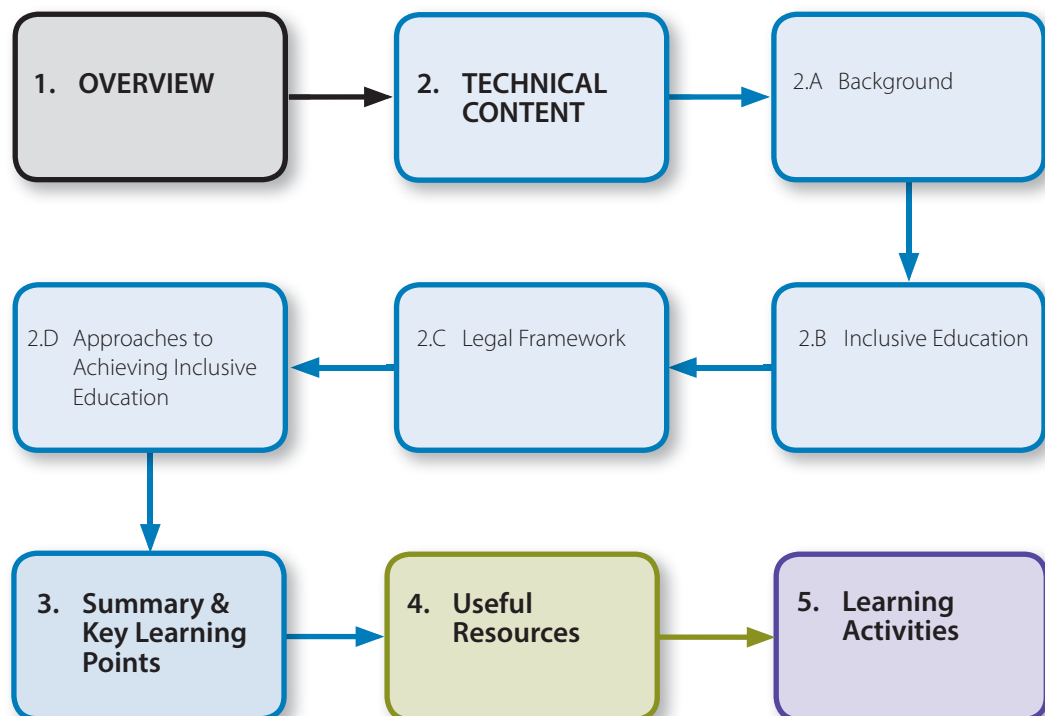 1. OVERVIEW
2. TECHNICAL
CONTENT
2.A Background
2.B Inclusive Education
2.C Legal Framework
2.D Approaches to
Achieving Inclusive
Education
3. Summary &
Key Learning
Points
4. Useful
Resources
5. Learning
Activities